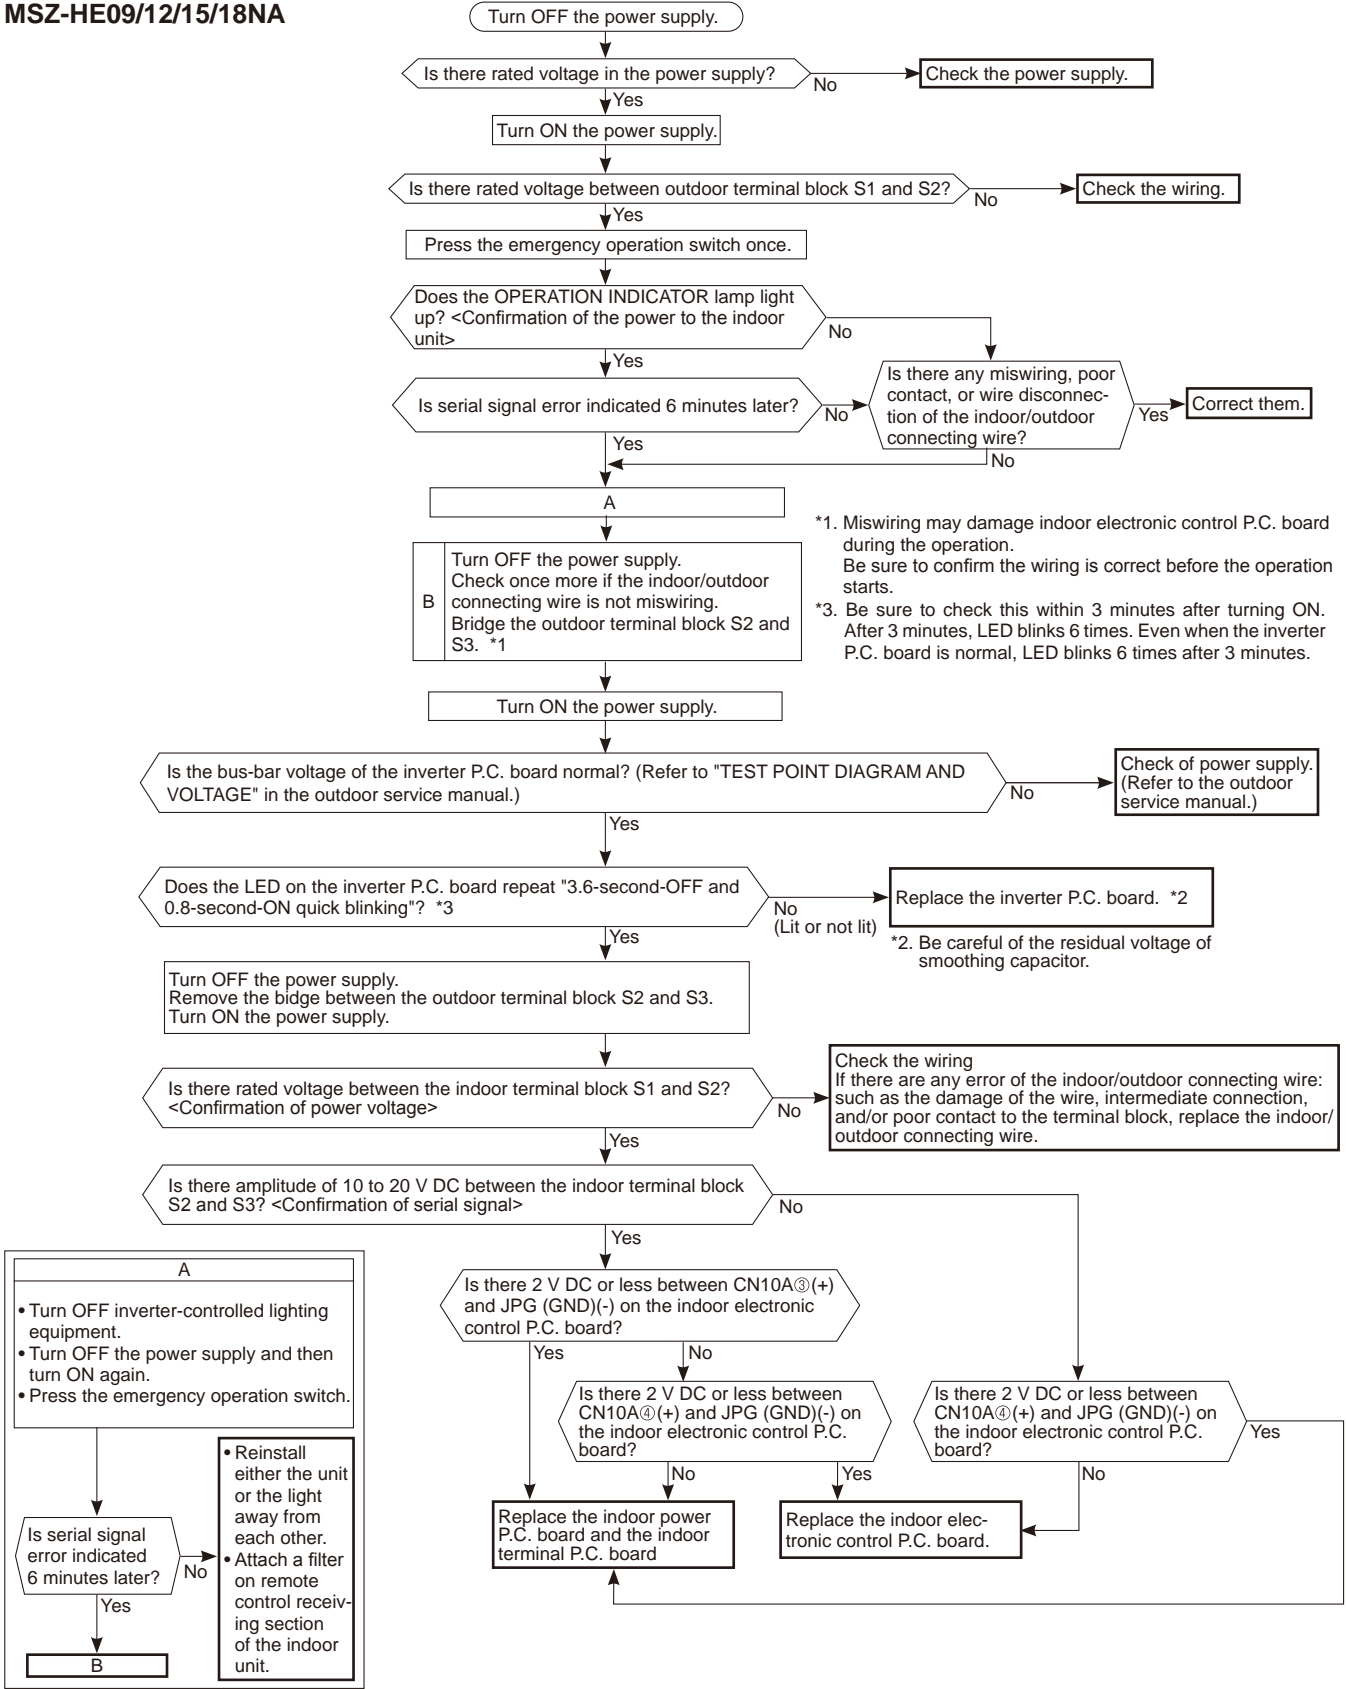 MSZ-HE09/12/15/18NA
Turn OFF the power supply.
Is there rated voltage in the power supply?
No
Check the power supply.
Yes
Turn ON the power supply.
Is there rated voltage between outdoor terminal block S1 and S2?
No
Check the wiring.
Yes
Press the emergency operation switch once.
Does the OPERATION INDICATOR lamp light
up? <Confirmation of the power to the indoor
unit>
No
Yes
Is serial signal error indicated 6 minutes later?
No
Is there any miswiring, poor
contact, or wire disconnec-
tion of the indoor/outdoor
connecting wire?
Yes
Correct them.
Yes
No
A
B
Turn OFF the power supply.
Check once more if the indoor/outdoor
connecting wire is not miswiring.
Bridge the outdoor terminal block S2 and
S3. *1
*1. Miswiring may damage indoor electronic control P.C. board
during the operation.
Be sure to confirm the wiring is correct before the operation
starts.
*3. Be sure to check this within 3 minutes after turning ON.
After 3 minutes, LED blinks 6 times. Even when the inverter
P.C. board is normal, LED blinks 6 times after 3 minutes.
Turn ON the power supply.
Is the bus-bar voltage of the inverter P.C. board normal? (Refer to "TEST POINT DIAGRAM AND
VOLTAGE" in the outdoor service manual.)
No
Check of power supply.
(Refer to the outdoor
service manual.)
Yes
Does the LED on the inverter P.C. board repeat "3.6-second-OFF and
0.8-second-ON quick blinking"? *3
No
(Lit or not lit)
Replace the inverter P.C. board. *2
*2. Be careful of the residual voltage of
smoothing capacitor.
Yes
Turn OFF the power supply.
Remove the bidge between the outdoor terminal block S2 and S3.
Turn ON the power supply.
Is there rated voltage between the indoor terminal block S1 and S2?
<Confirmation of power voltage>
No
Check the wiring
If there are any error of the indoor/outdoor connecting wire:
such as the damage of the wire, intermediate connection,
and/or poor contact to the terminal block, replace the indoor/
outdoor connecting wire.
Yes
Is there amplitude of 10 to 20 V DC between the indoor terminal block
S2 and S3? <Confirmation of serial signal>
No
Yes
Is there 2 V DC or less between CN10A③(+)
and JPG (GND)(-) on the indoor electronic
control P.C. board?
Yes
No
Is there 2 V DC or less between
CN10A④(+) and JPG (GND)(-) on
the indoor electronic control P.C.
board?
No
Yes
Is there 2 V DC or less between
CN10A④(+) and JPG (GND)(-) on
the indoor electronic control P.C.
board?
Yes
No
Replace the indoor power
P.C. board and the indoor
terminal P.C. board
Replace the indoor elec-
tronic control P.C. board.
A
• Turn OFF inverter-controlled lighting
equipment.
• Turn OFF the power supply and then
turn ON again.
• Press the emergency operation switch.
Is serial signal
error indicated
6 minutes later?
No
Yes
B
• Reinstall
either the unit
or the light
away from
each other.
• Attach a filter
on remote
control receiv-
ing section
of the indoor
unit.